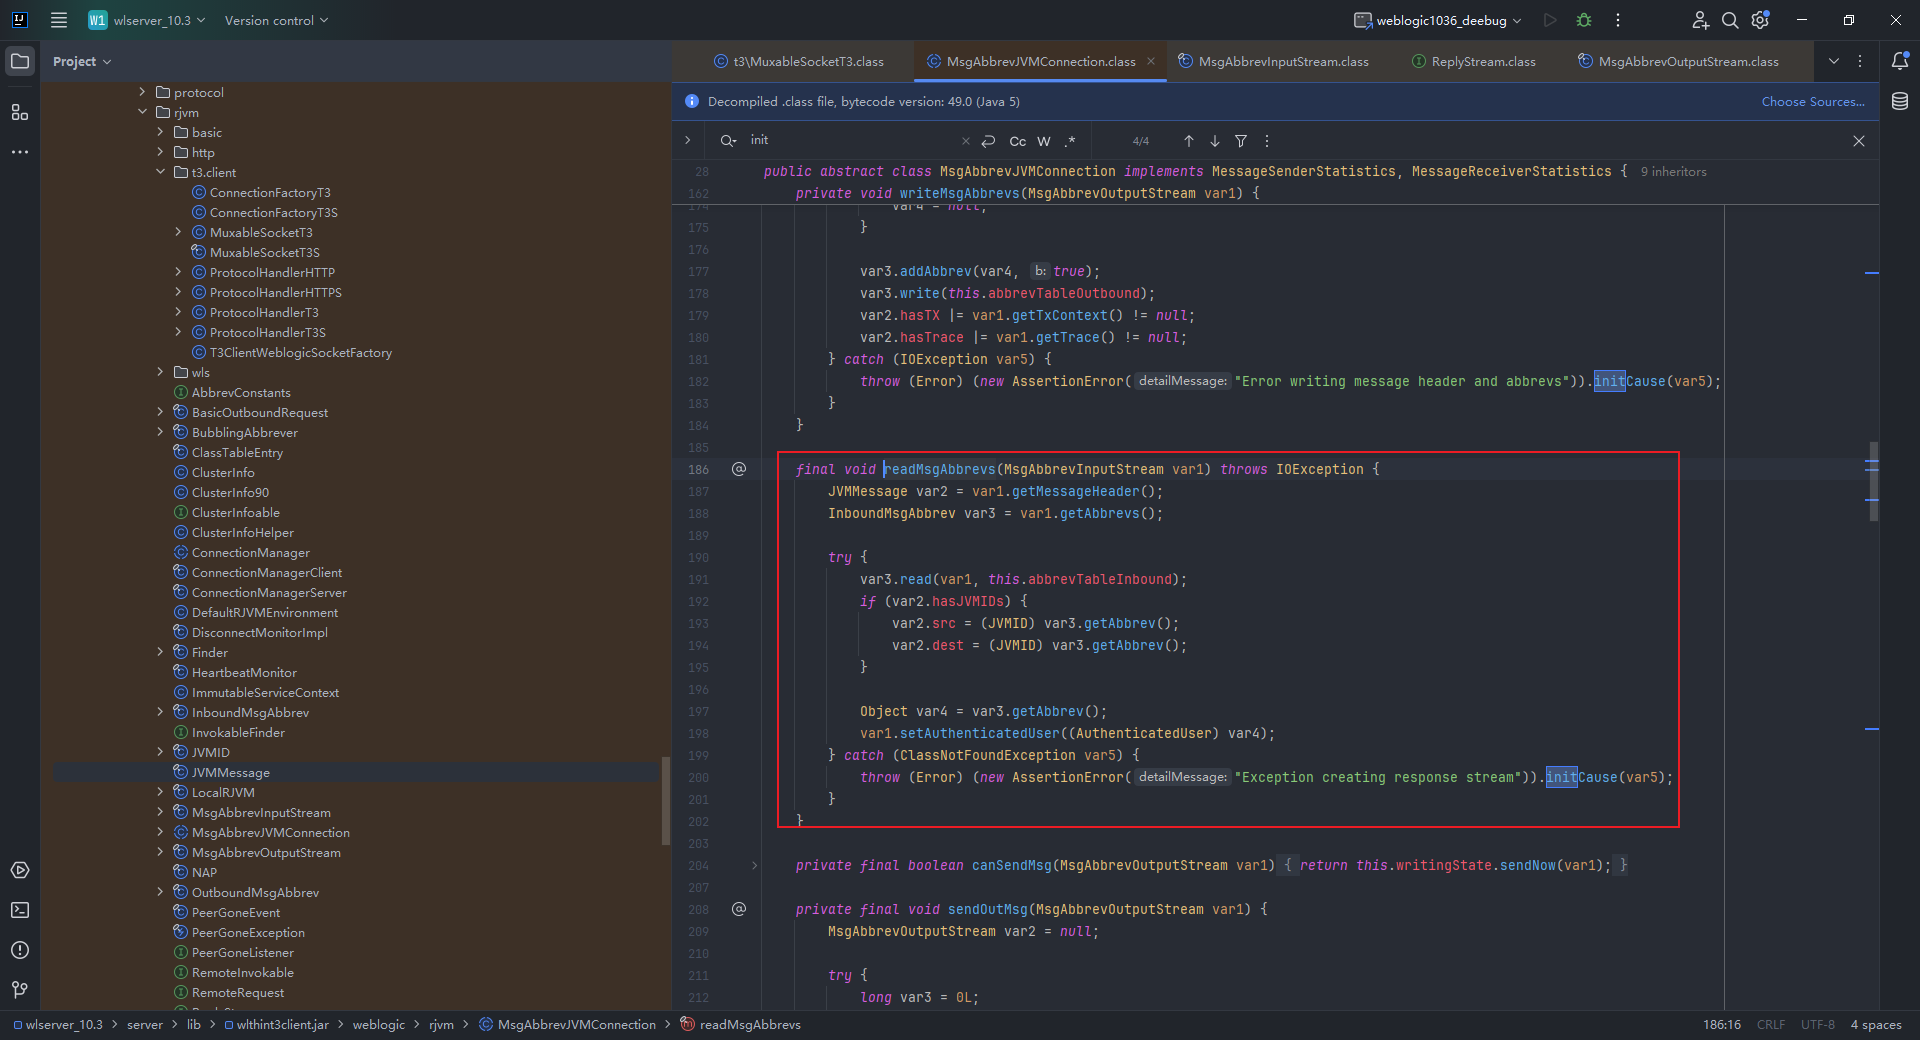 W1 wlserver_10.3 Version control weblogic1036_deebug
Project
t3\MuxableSocketT3.class MsgAbbrevJVMConnection.class MsgAbbrevInputStream.class ReplyStream.class MsgAbbrevOutputStream.class
Decompiled .class file, bytecode version: 49.0 (Java 5) Choose Sources...
init Cc W .* 4/4
protocol
rjvm
basic
http
t3.client
ConnectionFactoryT3
ConnectionFactoryT3S
MuxableSocketT3
MuxableSocketT3S
ProtocolHandlerHTTP
ProtocolHandlerHTTPS
ProtocolHandlerT3
ProtocolHandlerT3S
T3ClientWeblogicSocketFactory
wls
AbbrevConstants
BasicOutboundRequest
BubblingAbbrever
ClassTableEntry
ClusterInfo
ClusterInfo90
ClusterInfoable
ClusterInfoHelper
ConnectionManager
ConnectionManagerClient
ConnectionManagerServer
DefaultRJVMEnvironment
DisconnectMonitorImpl
Finder
HeartbeatMonitor
ImmutableServiceContext
InboundMsgAbbrev
InvokableFinder
JVMID
JVMMessage
LocalRJVM
MsgAbbrevInputStream
MsgAbbrevJVMConnection
MsgAbbrevOutputStream
NAP
OutboundMsgAbbrev
PeerGoneEvent
PeerGoneException
PeerGoneListener
RemoteInvokable
RemoteRequest
28 public abstract class MsgAbbrevJVMConnection implements MessageSenderStatistics, MessageReceiverStatistics { 9 inheritors
162 private void writeMsgAbbrevs(MsgAbbrevOutputStream var1) {
174 var4 = null;
175 }
176
177 var3.addAbbrev(var4, b: true);
178 var3.write(this.abbrevTableOutbound);
179 var2.hasTX |= var1.getTxContext() != null;
180 var2.hasTrace |= var1.getTrace() != null;
181 } catch (IOException var5) {
182 throw (Error) (new AssertionError( detailMessage: "Error writing message header and abbrevs")).initCause(var5);
183 }
184 }
185
186 @ final void readMsgAbbrevs(MsgAbbrevInputStream var1) throws IOException {
187 JVMMessage var2 = var1.getMessageHeader();
188 InboundMsgAbbrev var3 = var1.getAbbrevs();
189
190 try {
191 var3.read(var1, this.abbrevTableInbound);
192 if (var2.hasJVMIDs) {
193 var2.src = (JVMID) var3.getAbbrev();
194 var2.dest = (JVMID) var3.getAbbrev();
195 }
196
197 Object var4 = var3.getAbbrev();
198 var1.setAuthenticatedUser((AuthenticatedUser) var4);
199 } catch (ClassNotFoundException var5) {
200 throw (Error) (new AssertionError( detailMessage: "Exception creating response stream")).initCause(var5);
201 }
202 }
203
204 private final boolean canSendMsg(MsgAbbrevOutputStream var1) { return this.writingState.sendNow(var1); }
207
208 @ private final void sendOutMsg(MsgAbbrevOutputStream var1) {
209 MsgAbbrevOutputStream var2 = null;
210
211 try {
212 long var3 = 0L;
wlserver_10.3 > server > lib > wlthint3client.jar > weblogic > rjvm > MsgAbbrevJVMConnection > readMsgAbbrevs 186:16 CRLF UTF-8 4 spaces